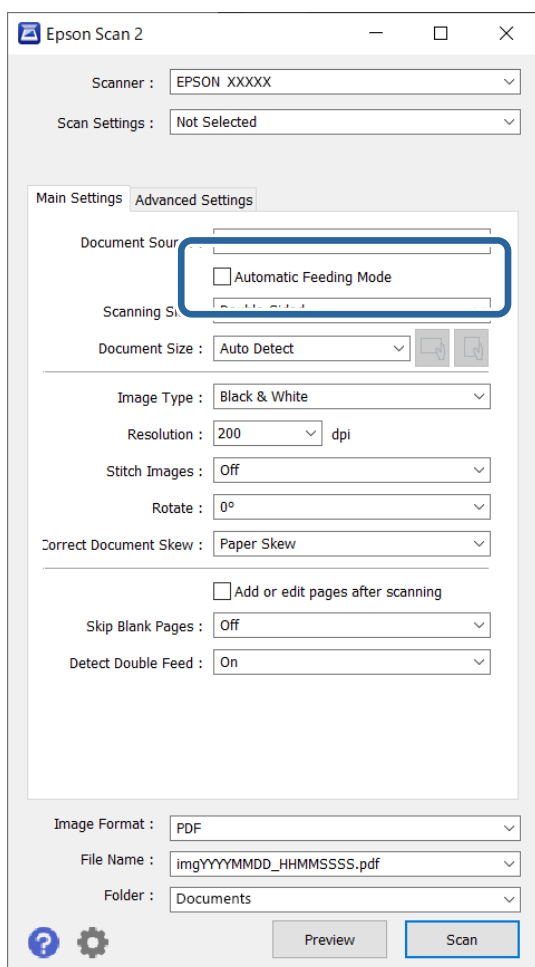 Epson Scan 2
Scanner : EPSON XXXXX
Scan Settings : Not Selected
Main Settings Advanced Settings
Document
Automatic Feeding Mode
Scanning
Document Size : Auto Detect
Image Type : Black & White
Resolution : 200 dpi
Stitch Images : Off
Rotate : 0°
Correct Document Skew : Paper Skew
Add or edit pages after scanning
Skip Blank Pages : Off
Detect Double Feed : On
Image Format : PDF
File Name : imgYYYYMMDD_HHMMSSSS.pdf
Folder : Documents
? Preview Scan